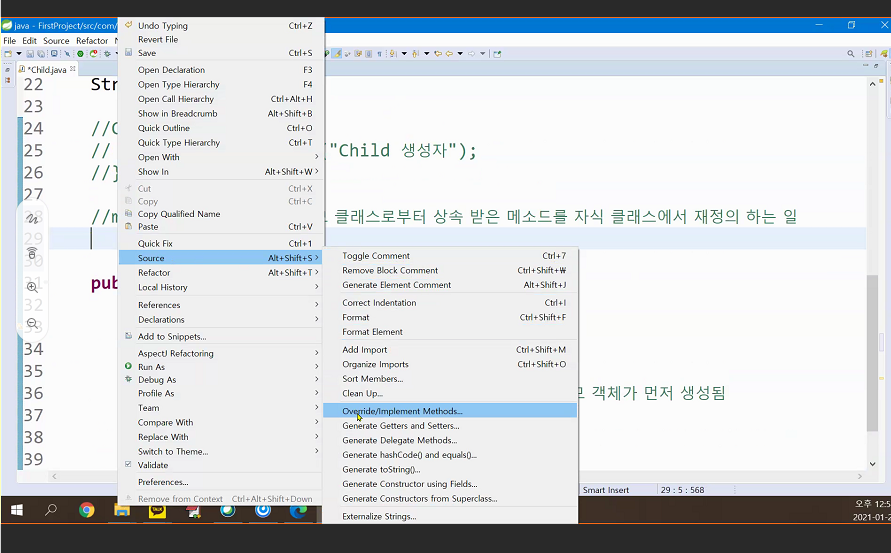 java - FirstProject/src/com/
File Edit Source Refactor
*Child.java
22 Str
23
24 //C
25 // ("Child 생성자");
26 //}
27
28 //m 클래스로부터 상속 받은 메소드를 자식 클래스에서 재정의 하는 일
29
30
31 pub
32
33
34
35
36 객체가 먼저 생성됨
37
38
39
Undo Typing Ctrl+Z
Revert File
Save Ctrl+S
Open Declaration F3
Open Type Hierarchy F4
Open Call Hierarchy Ctrl+Alt+H
Show in Breadcrumb Alt+Shift+B
Quick Outline Ctrl+O
Quick Type Hierarchy Ctrl+T
Open With
Show In Alt+Shift+W
Cut Ctrl+X
Copy Ctrl+C
Copy Qualified Name
Paste Ctrl+V
Quick Fix Ctrl+1
Source Alt+Shift+S
Refactor Alt+Shift+T
Local History
References
Declarations
Add to Snippets...
AspectJ Refactoring
Run As
Debug As
Profile As
Team
Compare With
Replace With
Switch to Theme...
Validate
Preferences...
Remove from Context Ctrl+Alt+Shift+Down
Toggle Comment Ctrl+7
Remove Block Comment Ctrl+Shift+₩
Generate Element Comment Alt+Shift+J
Correct Indentation Ctrl+I
Format Ctrl+Shift+F
Format Element
Add Import Ctrl+Shift+M
Organize Imports Ctrl+Shift+O
Sort Members...
Clean Up...
Override/Implement Methods...
Generate Getters and Setters...
Generate Delegate Methods...
Generate hashCode() and equals()...
Generate toString()...
Generate Constructor using Fields...
Generate Constructors from Superclass...
Externalize Strings...
Smart Insert 29 : 5 : 568
TALK
오후 12:5
2021-01-2